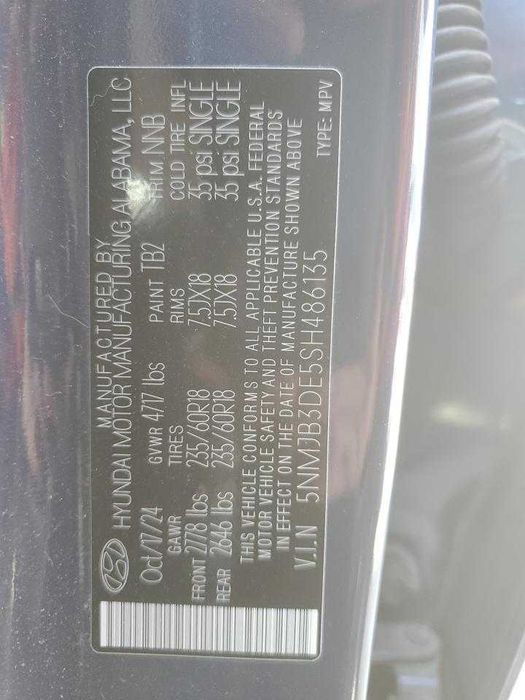 MANUFACTURED BY
HYUNDAI MOTOR MANUFACTURING ALABAMA, LLC.
Oct/17/24 GVWR 4717 lbs PAINT TB2 TRIM NNB
GAWR TIRES RIMS COLD TIRE INFL
FRONT 2778 lbs 235/60R18 7.5JX18 35 psi SINGLE
REAR 2646 lbs 235/60R18 7.5JX18 35 psi SINGLE
THIS VEHICLE CONFORMS TO ALL APPLICABLE U.S.A. FEDERAL
MOTOR VEHICLE SAFETY AND THEFT PREVENTION STANDARDS
IN EFFECT ON THE DATE OF MANUFACTURE SHOWN ABOVE
V.I.N 5NMJB3DE5SH486135 TYPE: MPV